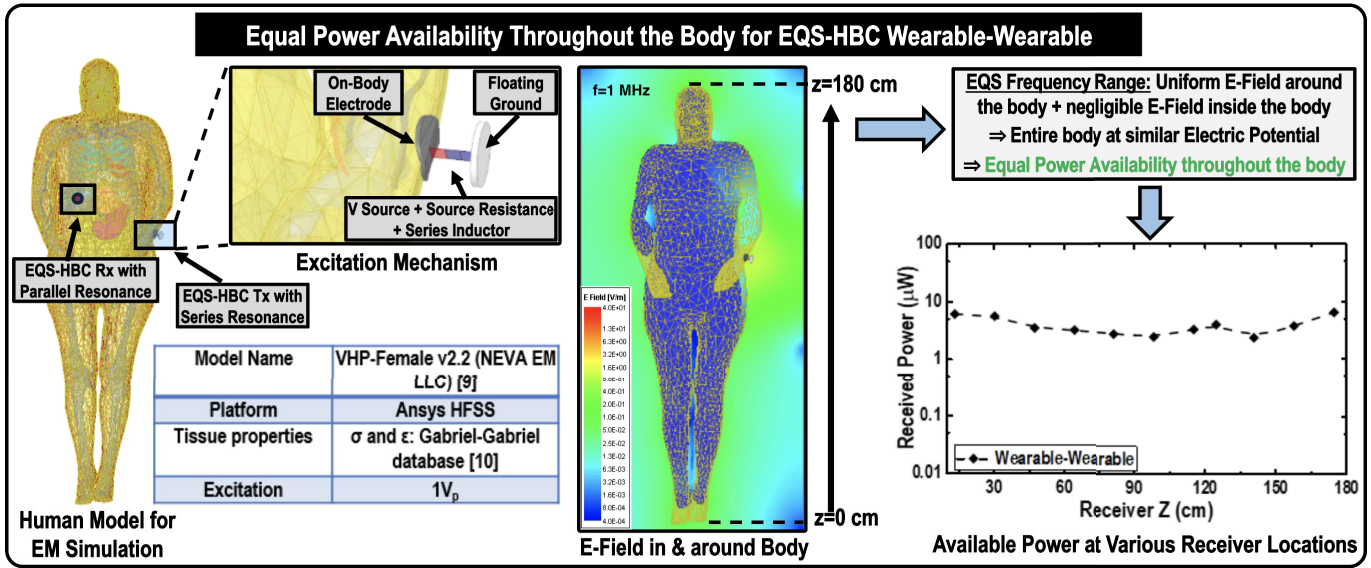 Equal Power Availability Throughout the Body for EQS-HBC Wearable-Wearable
On-Body
Electrode
Floating
Ground
V Source + Source Resistance
+ Series Inductor
Excitation Mechanism
EQS-HBC Rx with
Parallel Resonance
EQS-HBC Tx with
Series Resonance
Human Model for
EM Simulation
Model Name
VHP-Female v2.2 (NEVA EM
LLC) [9]
Platform
Ansys HFSS
Tissue properties
σ and ε: Gabriel-Gabriel
database [10]
Excitation
1Vp
f=1 MHz
E Field [V/m]
4.0E+01
1.3E+01
6.3E+00
3.2E+00
1.6E+00
8.0E-01
4.0E-01
2.0E-01
1.0E-01
5.0E-02
2.5E-02
1.3E-02
6.3E-03
3.2E-03
1.6E-03
8.0E-04
4.0E-04
z=180 cm
z=0 cm
E-Field in & around Body
EQS Frequency Range: Uniform E-Field around
the body + negligible E-Field inside the body
⇒ Entire body at similar Electric Potential
⇒ Equal Power Availability throughout the body
Received Power (μW)
100
10
1
0.1
0.01
Wearable-Wearable
30 60 90 120 150 180
Receiver Z (cm)
Available Power at Various Receiver Locations